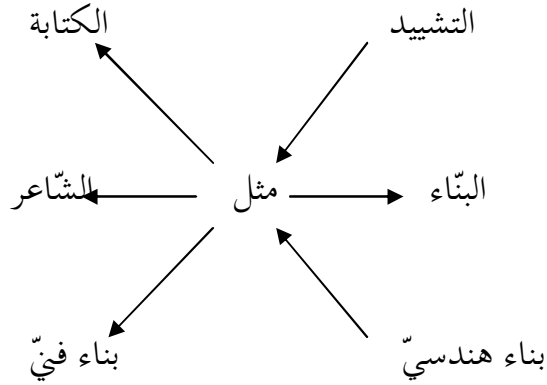 التشييد الكتابة
البنّاء مثل الشّاعر
بناء هندسيّ بناء فنيّ